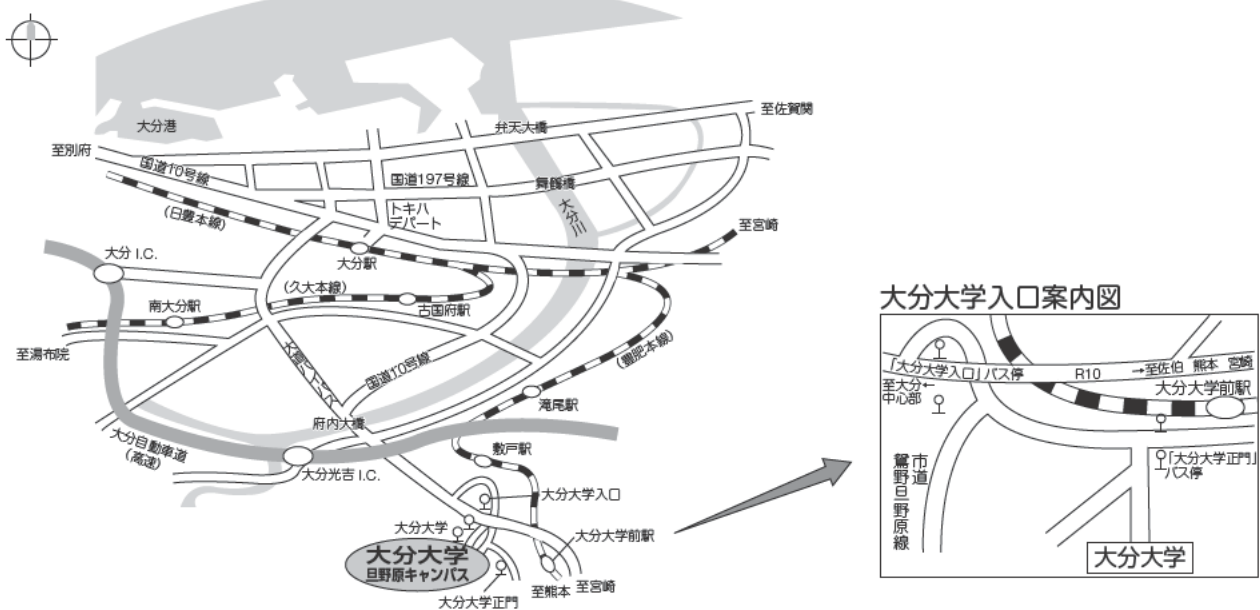 大分港
弁天大橋
至佐賀関
至別府
国道10号線
国道197号線
舞鶴橋
(日豊本線)
トキハ
デパート
大分川
至宮崎
大分 I.C.
大分駅
(久大本線)
南大分駅
古国府駅
至湯布院
大道バイパス
国道10号線
(豊肥本線)
滝尾駅
府内大橋
大分自動車道
(高速)
大分光吉 I.C.
敷戸駅
大分大学入口
大分大学
大分大学前駅
大分大学
旦野原キャンパス
至熊本
至宮崎
大分大学正門
大分大学入口案内図
「大分大学入口」バス停
R10
→至佐伯 熊本 宮崎
至大分←
中心部
大分大学前駅
市道
鴛野旦野原線
「大分大学正門」
バス停
大分大学